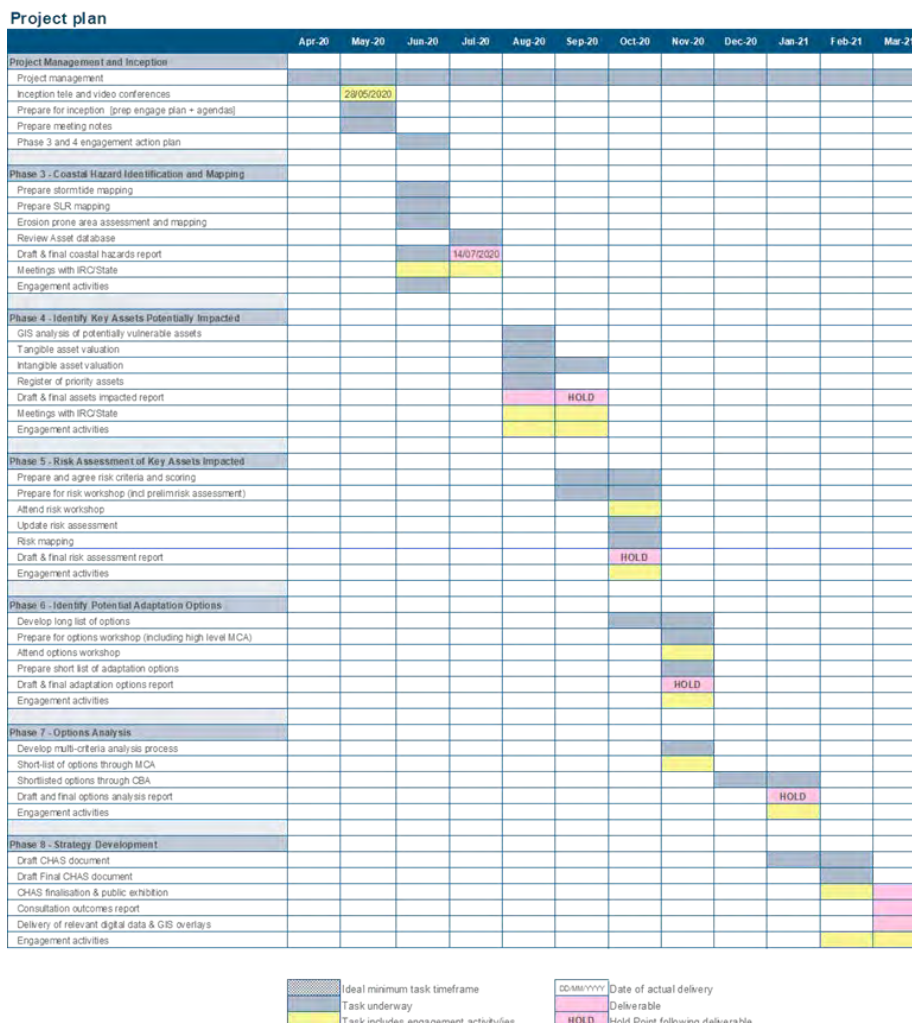 Project plan
Apr-20 May-20 Jun-20 Jul-20 Aug-20 Sep-20 Oct-20 Nov-20 Dec-20 Jan-21 Feb-21 Mar-21
Project Management and Inception
Project management
Inception tele and video conferences 28/05/2020
Prepare for inception [prep engage plan + agendas]
Prepare meeting notes
Phase 3 and 4 engagement action plan
Phase 3 - Coastal Hazard Identification and Mapping
Prepare stormtide mapping
Prepare SLR mapping
Erosion prone area assessment and mapping
Review Asset database
Draft & final coastal hazards report 14/07/2020
Meetings with IRC/State
Engagement activities
Phase 4 - Identify Key Assets Potentially Impacted
GIS analysis of potentially vulnerable assets
Tangible asset valuation
Intangible asset valuation
Register of priority assets
Draft & final assets impacted report HOLD
Meetings with IRC/State
Engagement activities
Phase 5 - Risk Assessment of Key Assets Impacted
Prepare and agree risk criteria and scoring
Prepare for risk workshop (incl prelim risk assessment)
Attend risk workshop
Update risk assessment
Risk mapping
Draft & final risk assessment report HOLD
Engagement activities
Phase 6 - Identify Potential Adaptation Options
Develop long list of options
Prepare for options workshop (including high level MCA)
Attend options workshop
Prepare short list of adaptation options
Draft & final adaptation options report HOLD
Engagement activities
Phase 7 - Options Analysis
Develop multi-criteria analysis process
Short-list of options through MCA
Shortlisted options through CBA
Draft and final options analysis report HOLD
Engagement activities
Phase 8 - Strategy Development
Draft CHAS document
Draft Final CHAS document
CHAS finalisation & public exhibition
Consultation outcomes report
Delivery of relevant digital data & GIS overlays
Engagement activities
Ideal minimum task timeframe DD/MM/YYYY Date of actual delivery
Task underway Deliverable
Task includes engagement activity/ies HOLD Hold Point following deliverable